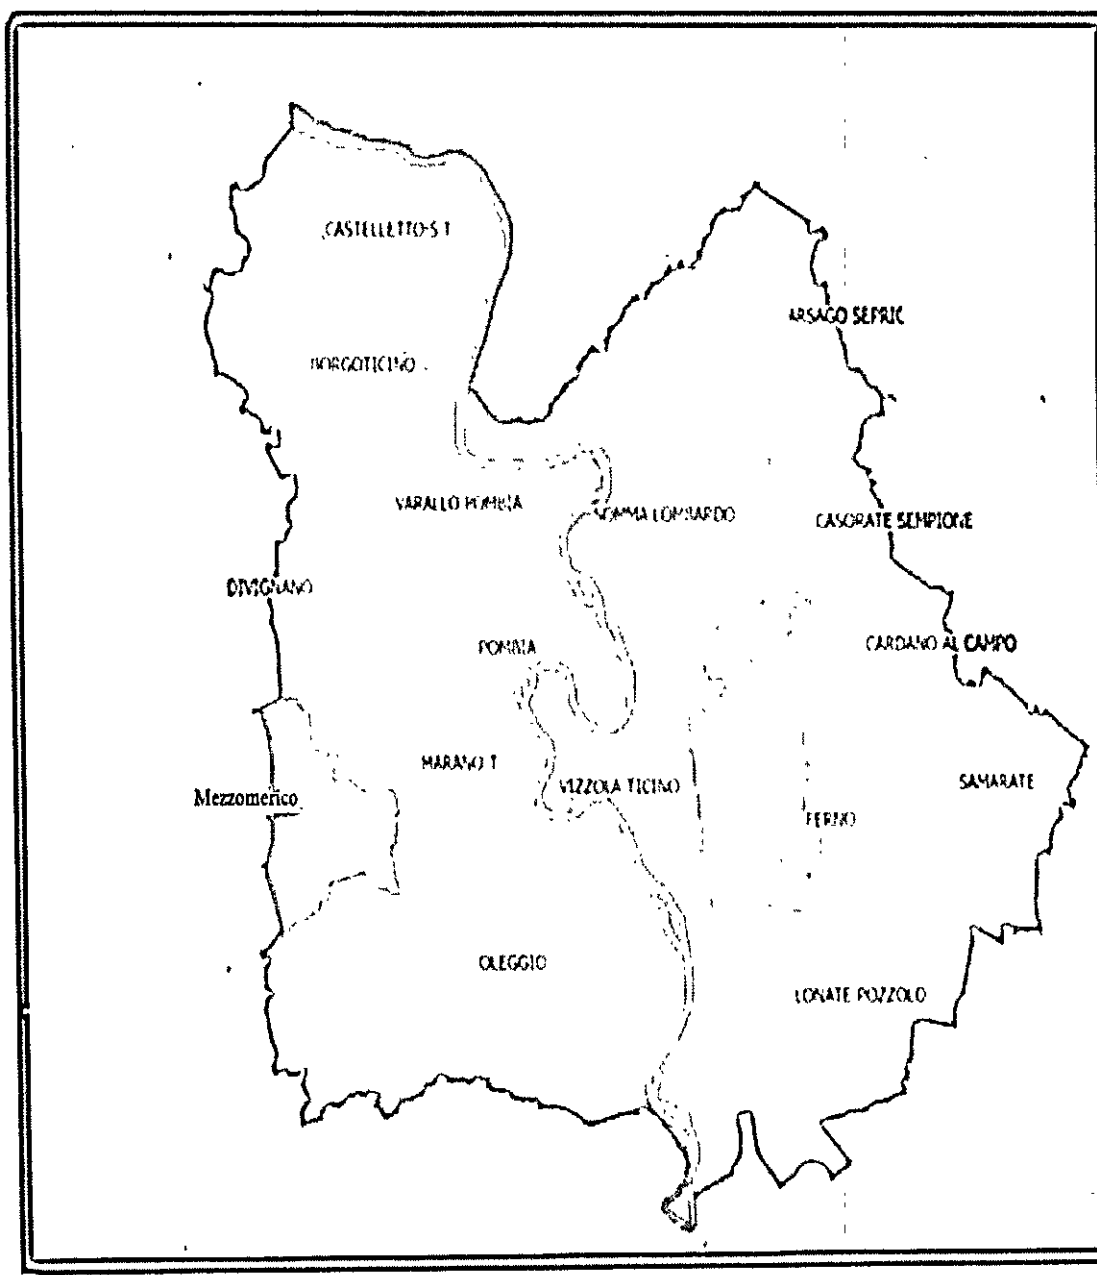 CASTELLETTO S T
ARSAGO SEPRIC
BORGOTICINO
VARALLO POMBIA
SOMMA LOMBARDO
CASORATE SEMPIONE
DIVIGNANO
POMBIA
CARDANO AL CAMPO
MARANO T
VIZZOLA TICINO
SAMARATE
Mezzomerico
FERNO
OLEGGIO
LONATE POZZOLO